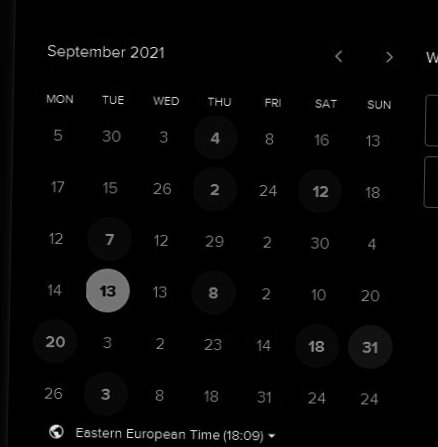 September 2021
MON TUE WED THU FRI SAT SUN
5 30 3 4 8 16 13
17 15 26 2 24 12 18
12 7 12 29 2 30 4
14 13 13 8 2 10 20
20 3 2 23 14 18 31
26 3 8 18 31 24 24
Eastern European Time (18:09)